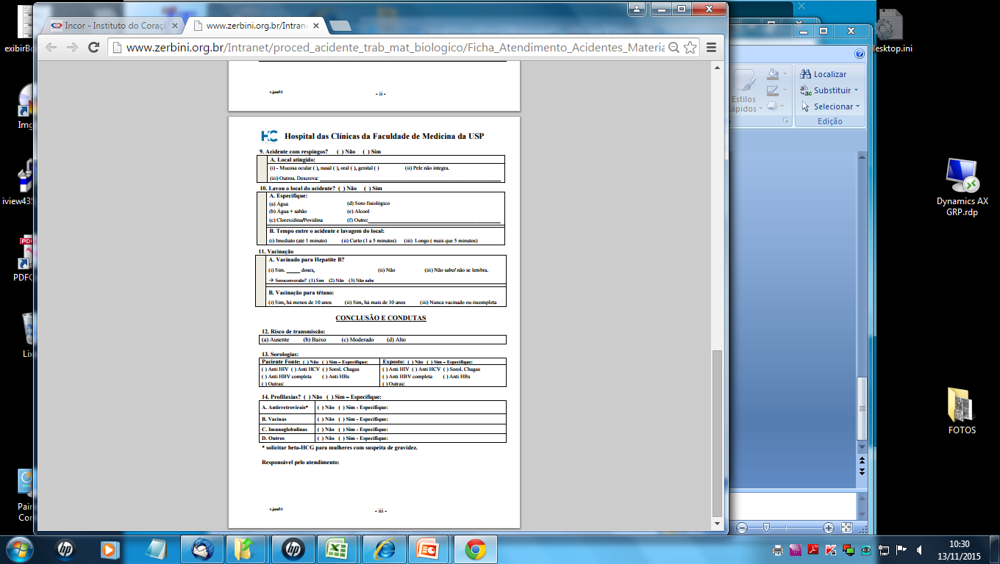 Incor - Instituto do Coraçã
www.zerbini.org.br/Intran
www.zerbini.org.br/Intranet/proced_acidente_trab_mat_biologico/Ficha_Atendimento_Acidentes_Materia
v.jan/11
- ii -
HC Hospital das Clínicas da Faculdade de Medicina da USP
9. Acidente com respingos? ( ) Não ( ) Sim
A. Local atingido:
(i) - Mucosa ocular ( ), nasal ( ), oral ( ), genital ( ) (ii) Pele não íntegra.
(iii) Outros. Descreva:
10. Lavou o local do acidente? ( ) Não ( ) Sim
A. Especifique:
(a) Água (d) Soro fisiológico
(b) Água + sabão (e) Alcool
(c) Clorexidina/Povidina (f) Outro:
B. Tempo entre o acidente e lavagem do local:
(i) Imediato (até 1 minuto) (ii) Curto (1 a 5 minutos) (iii) Longo ( mais que 5 minutos)
11. Vacinação
A. Vacinado para Hepatite B?
(i) Sim. _____ doses, (ii) Não (iii) Não sabe/ não se lembra.
→ Soroconversão? (1) Sim (2) Não (3) Não sabe
B. Vacinação para tétano:
(i) Sim, há menos de 10 anos (ii) Sim, há mais de 10 anos (iii) Nunca vacinado ou incompleta
CONCLUSÃO E CONDUTAS
12. Risco de transmissão:
(a) Ausente (b) Baixo (c) Moderado (d) Alto
13. Sorologias:
Paciente Fonte: ( ) Não ( ) Sim – Especifique: Exposto: ( ) Não ( ) Sim – Especifique:
( ) Anti HIV ( ) Anti HCV ( ) Sorol. Chagas ( ) Anti HIV ( ) Anti HCV ( ) Sorol. Chagas
( ) Anti HBV completa ( ) Anti HBs ( ) Anti HBV completa ( ) Anti HBs
( ) Outras: ( ) Outras:
14. Profilaxias? ( ) Não ( ) Sim – Especifique:
A. Antirretrovirais* ( ) Não ( ) Sim - Especifique:
B. Vacinas ( ) Não ( ) Sim - Especifique:
C. Imunoglobulinas ( ) Não ( ) Sim - Especifique:
D. Outros ( ) Não ( ) Sim - Especifique:
* solicitar beta-HCG para mulheres com suspeita de gravidez.
Responsável pelo atendimento:
v.jan/11
- iii -
Localizar
Substituir
Selecionar
Edição
Estilos
Rápidos
exibirBo
Img
iview435
PDFC
Lix
Pain
Con
esktop.ini
Dynamics AX
GRP.rdp
FOTOS
hp
hp
10:30
13/11/2015